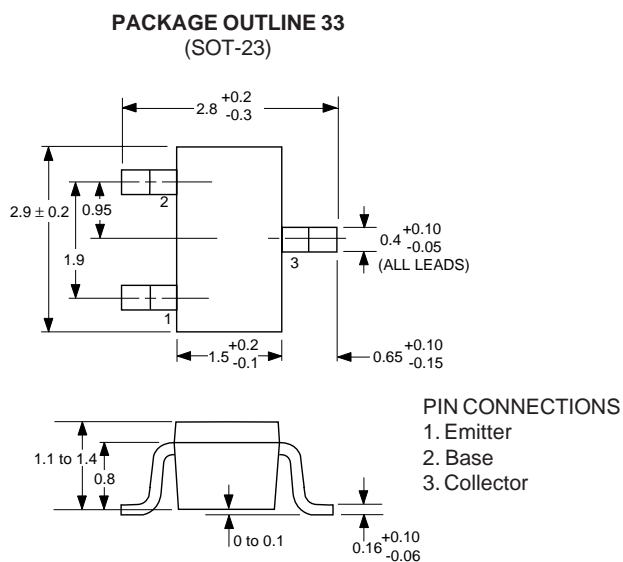 PACKAGE OUTLINE 33
(SOT-23)
2.8 +0.2 -0.3
2
2.9 ± 0.2
0.95
1.9
0.4 +0.10 -0.05
(ALL LEADS)
3
1
1.5 +0.2 -0.1
0.65 +0.10 -0.15
PIN CONNECTIONS
1. Emitter
2. Base
3. Collector
1.1 to 1.4
0.8
0 to 0.1
0.16 +0.10 -0.06